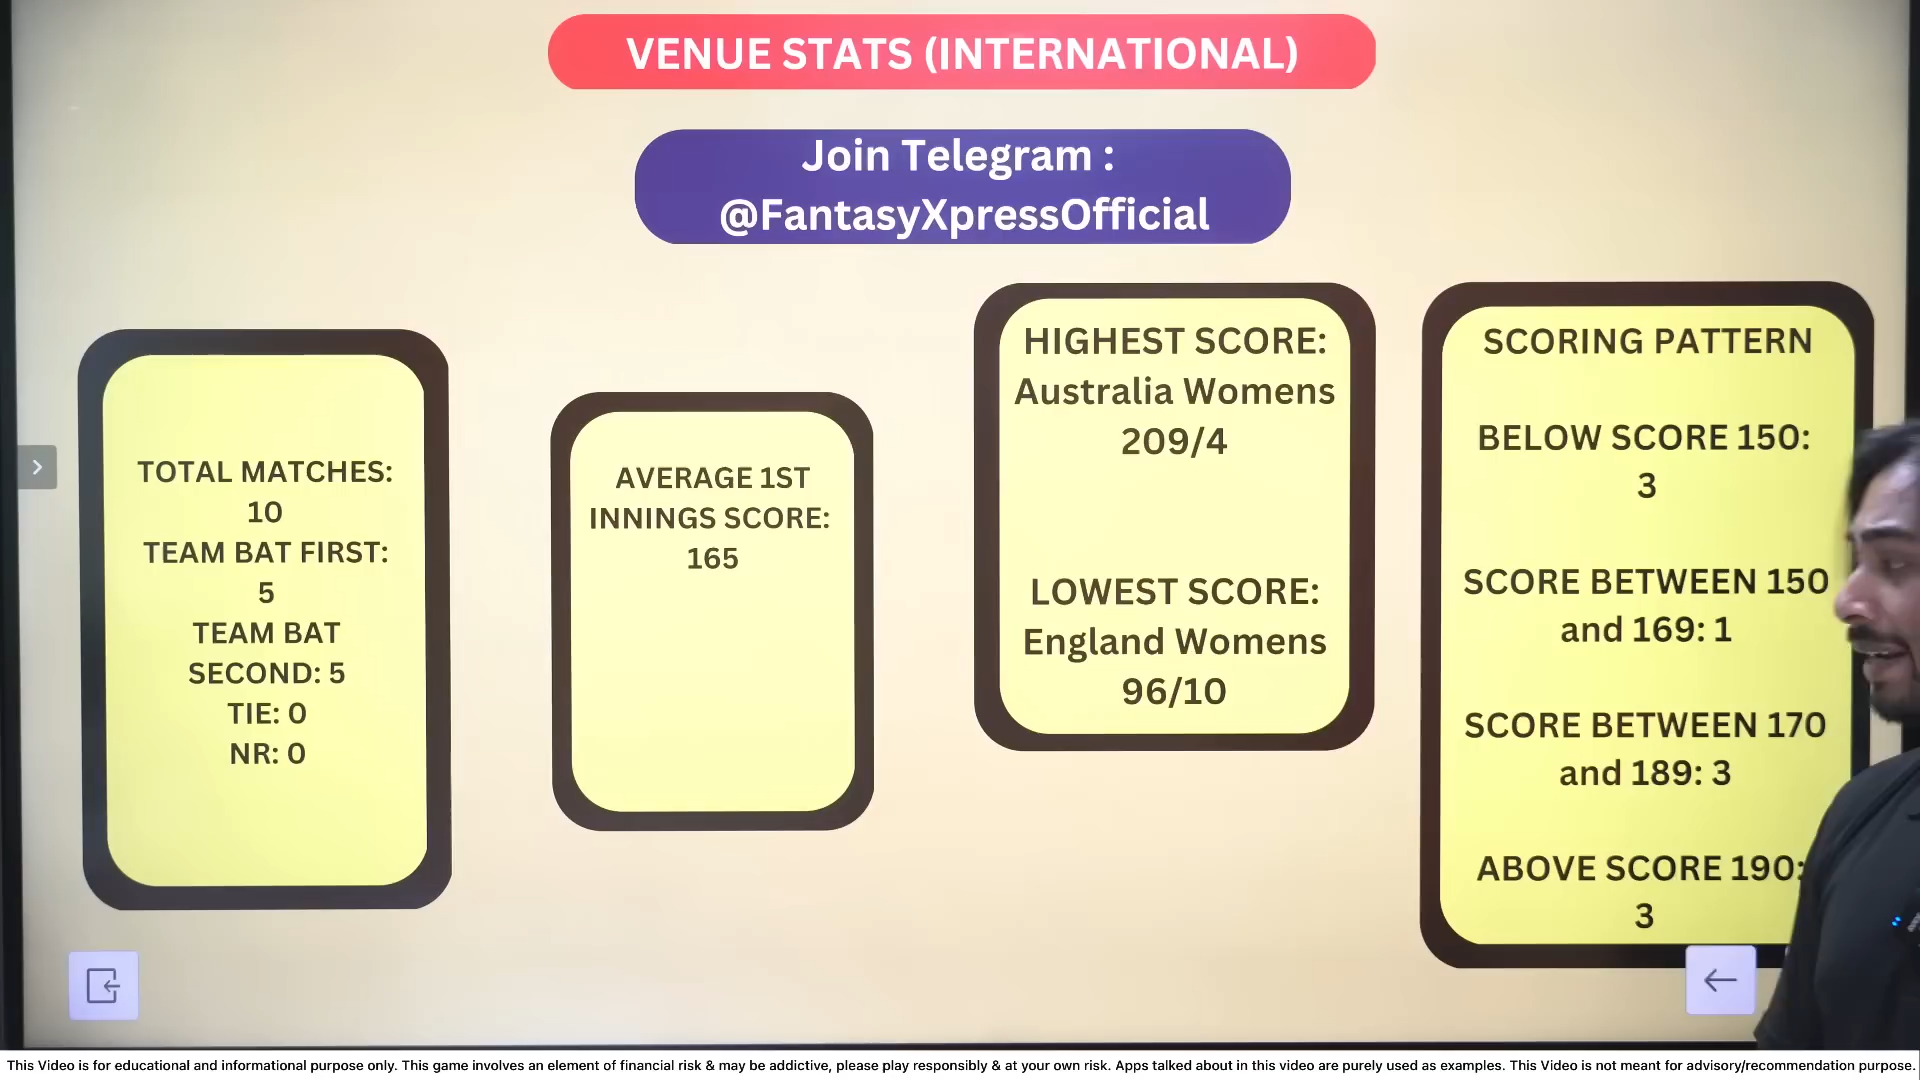 VENUE STATS (INTERNATIONAL)
Join Telegram :
@FantasyXpressOfficial
TOTAL MATCHES:
10
TEAM BAT FIRST:
5
TEAM BAT
SECOND: 5
TIE: 0
NR: 0
AVERAGE 1ST
INNINGS SCORE:
165
HIGHEST SCORE:
Australia Womens
209/4
LOWEST SCORE:
England Womens
96/10
SCORING PATTERN
BELOW SCORE 150:
3
SCORE BETWEEN 150
and 169: 1
SCORE BETWEEN 170
and 189: 3
ABOVE SCORE 190:
3
This Video is for educational and informational purpose only. This game involves an element of financial risk & may be addictive, please play responsibly & at your own risk. Apps talked about in this video are purely used as examples. This Video is not meant for advisory/recommendation purpose.